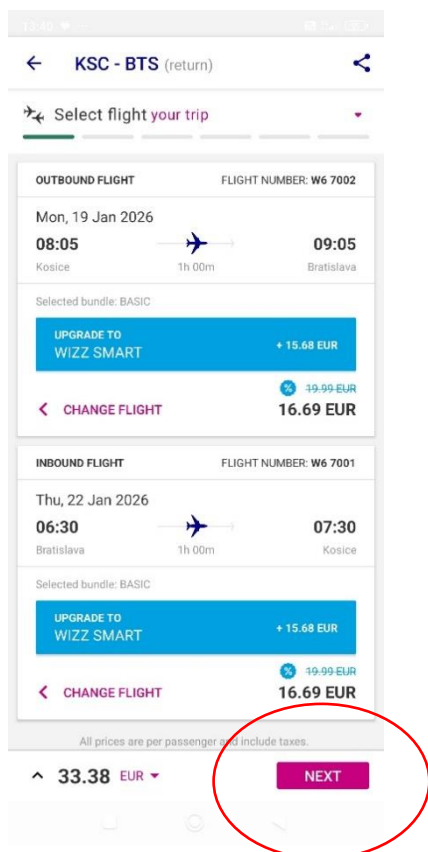 13:40
KSC - BTS (return)
Select flight your trip
OUTBOUND FLIGHT FLIGHT NUMBER: W6 7002
Mon, 19 Jan 2026
08:05 09:05
Kosice 1h 00m Bratislava
Selected bundle: BASIC
UPGRADE TO
WIZZ SMART + 15.68 EUR
% 19.99 EUR
CHANGE FLIGHT 16.69 EUR
INBOUND FLIGHT FLIGHT NUMBER: W6 7001
Thu, 22 Jan 2026
06:30 07:30
Bratislava 1h 00m Kosice
Selected bundle: BASIC
UPGRADE TO
WIZZ SMART + 15.68 EUR
% 19.99 EUR
CHANGE FLIGHT 16.69 EUR
All prices are per passenger and include taxes.
33.38 EUR NEXT